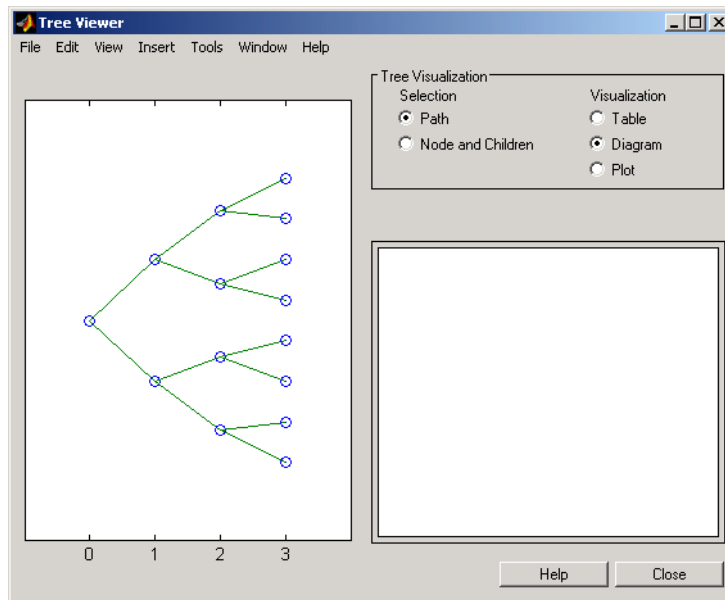 Tree Viewer
File Edit View Insert Tools Window Help
Tree Visualization
Selection Visualization
Path Table
Node and Children Diagram
Plot
0 1 2 3
Help Close